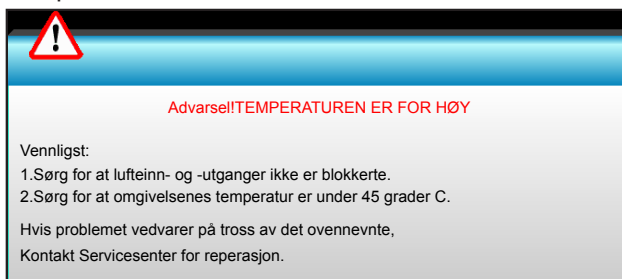 Advarsel!TEMPERATUREN ER FOR HØY
Vennligst:
1.Sørg for at lufteinn- og -utganger ikke er blokkerte.
2.Sørg for at omgivelsenes temperatur er under 45 grader C.
Hvis problemet vedvarer på tross av det ovennevnte,
Kontakt Servicesenter for reperasjon.